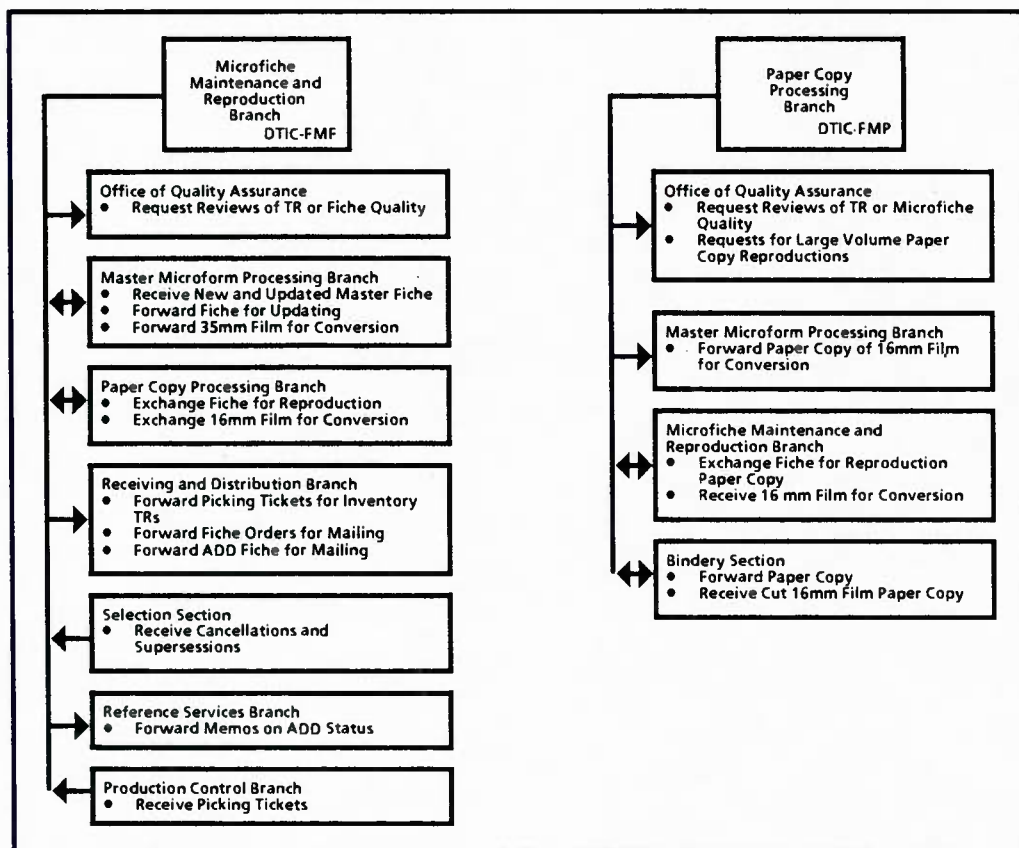 Microfiche
Maintenance and
Reproduction
Branch
DTIC-FMF
Office of Quality Assurance
● Request Reviews of TR or Fiche Quality
Master Microform Processing Branch
● Receive New and Updated Master Fiche
● Forward Fiche for Updating
● Forward 35mm Film for Conversion
Paper Copy Processing Branch
● Exchange Fiche for Reproduction
● Exchange 16mm Film for Conversion
Receiving and Distribution Branch
● Forward Picking Tickets for Inventory
TRs
● Forward Fiche Orders for Mailing
● Forward ADD Fiche for Mailing
Selection Section
● Receive Cancellations and
Supersessions
Reference Services Branch
● Forward Memos on ADD Status
Production Control Branch
● Receive Picking Tickets
Paper Copy
Processing
Branch
DTIC-FMP
Office of Quality Assurance
● Request Reviews of TR or Microfiche
Quality
● Requests for Large Volume Paper
Copy Reproductions
Master Microform Processing Branch
● Forward Paper Copy of 16mm Film
for Conversion
Microfiche Maintenance and
Reproduction Branch
● Exchange Fiche for Reproduction
Paper Copy
● Receive 16 mm Film for Conversion
Bindery Section
● Forward Paper Copy
● Receive Cut 16mm Film Paper Copy